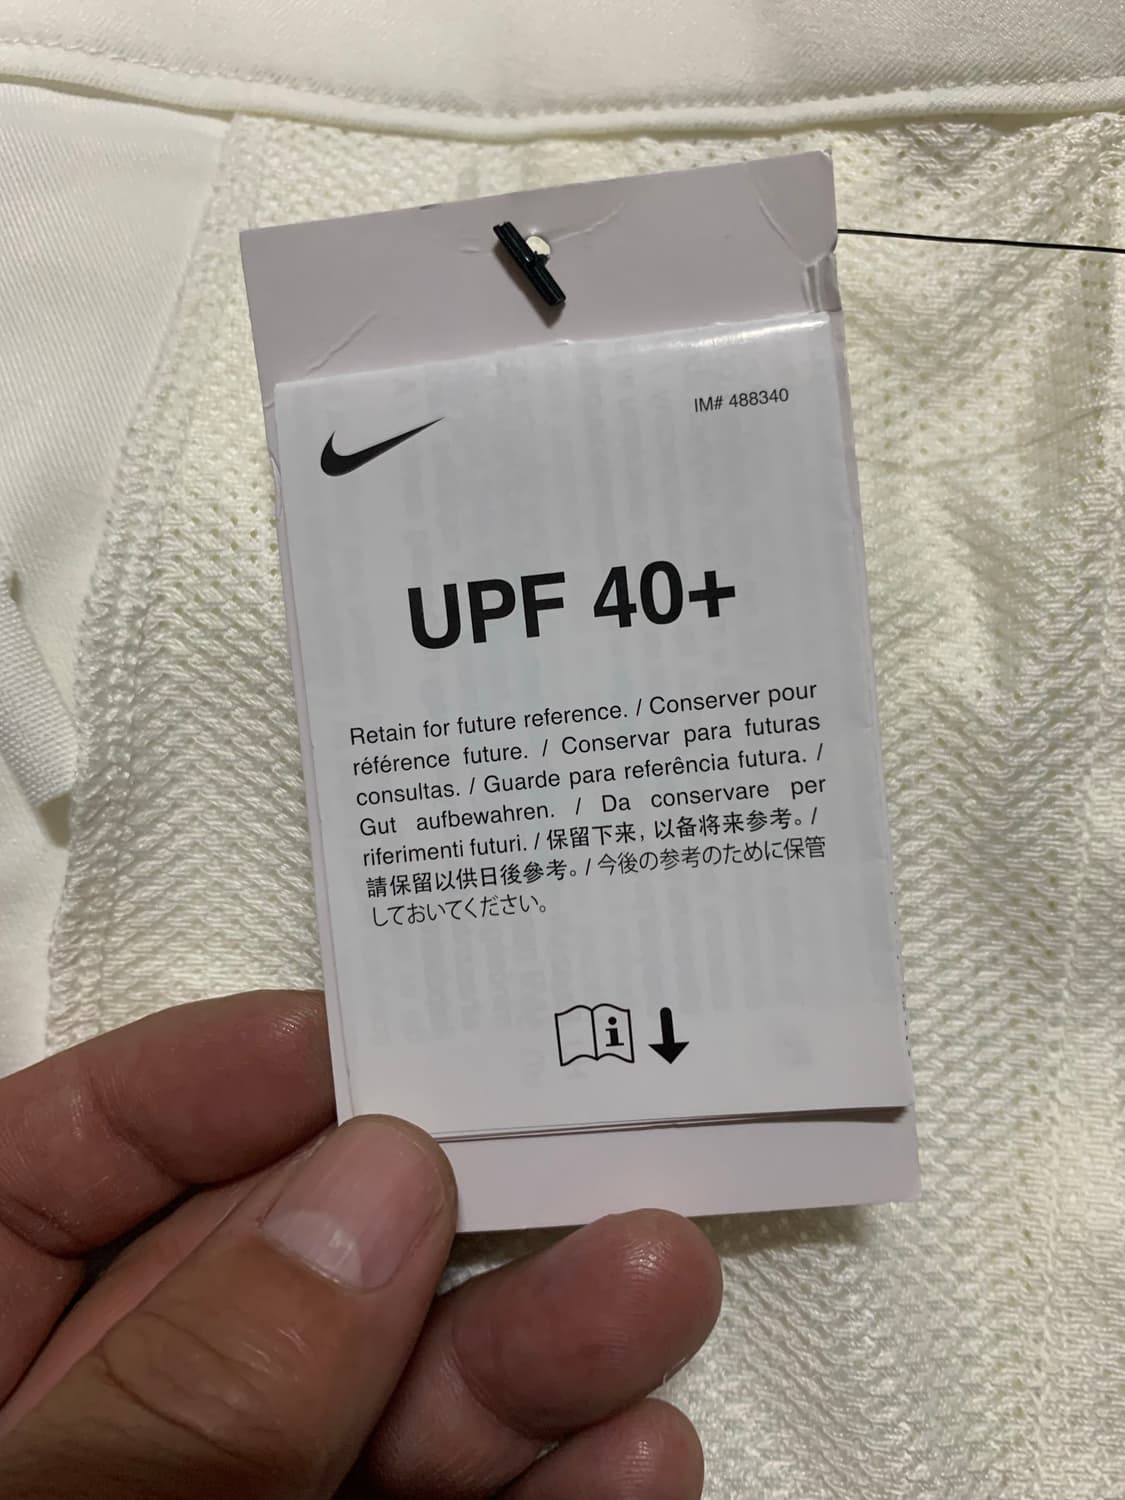 IM# 488340
UPF 40+
Retain for future reference. / Conserver pour
référence future. / Conservar para futuras
consultas. / Guarde para referência futura. /
Gut aufbewahren. / Da conservare per
riferimenti futuri. / 保留下来，以备将来参考。/
請保留以供日後參考。/ 今後の参考のために保管
しておいてください。
i